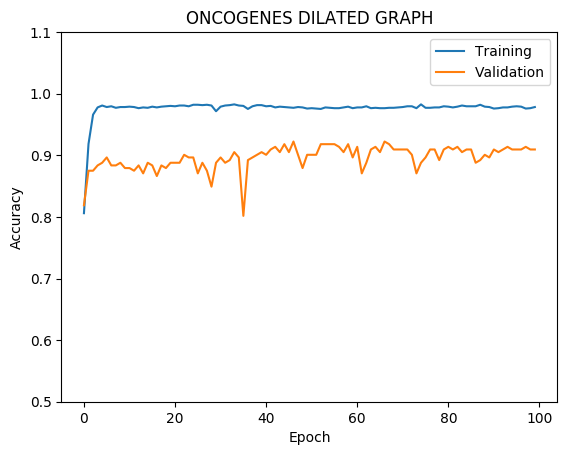 ONCOGENES DILATED GRAPH
1.1
1.0
0.9
0.8
0.7
0.6
0.5
Accuracy
Training
Validation
0 20 40 60 80 100
Epoch